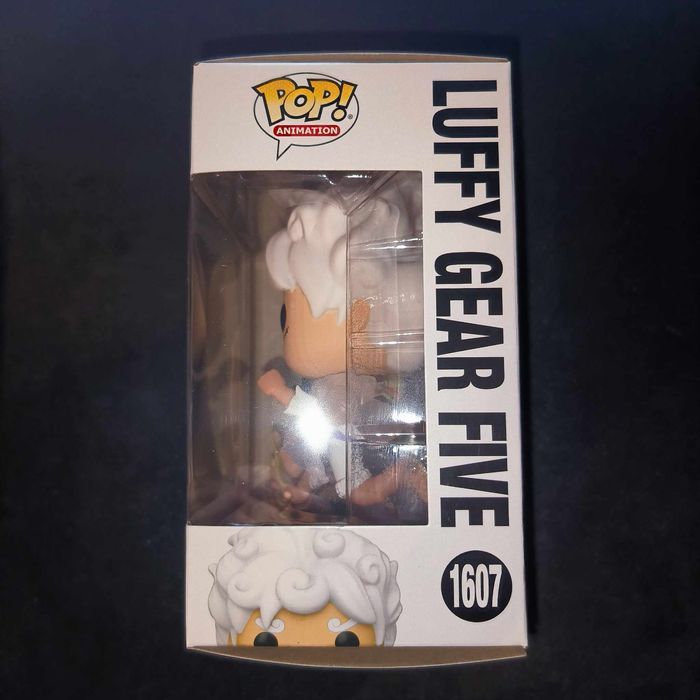 POP!
ANIMATION
LUFFY GEAR FIVE
1607